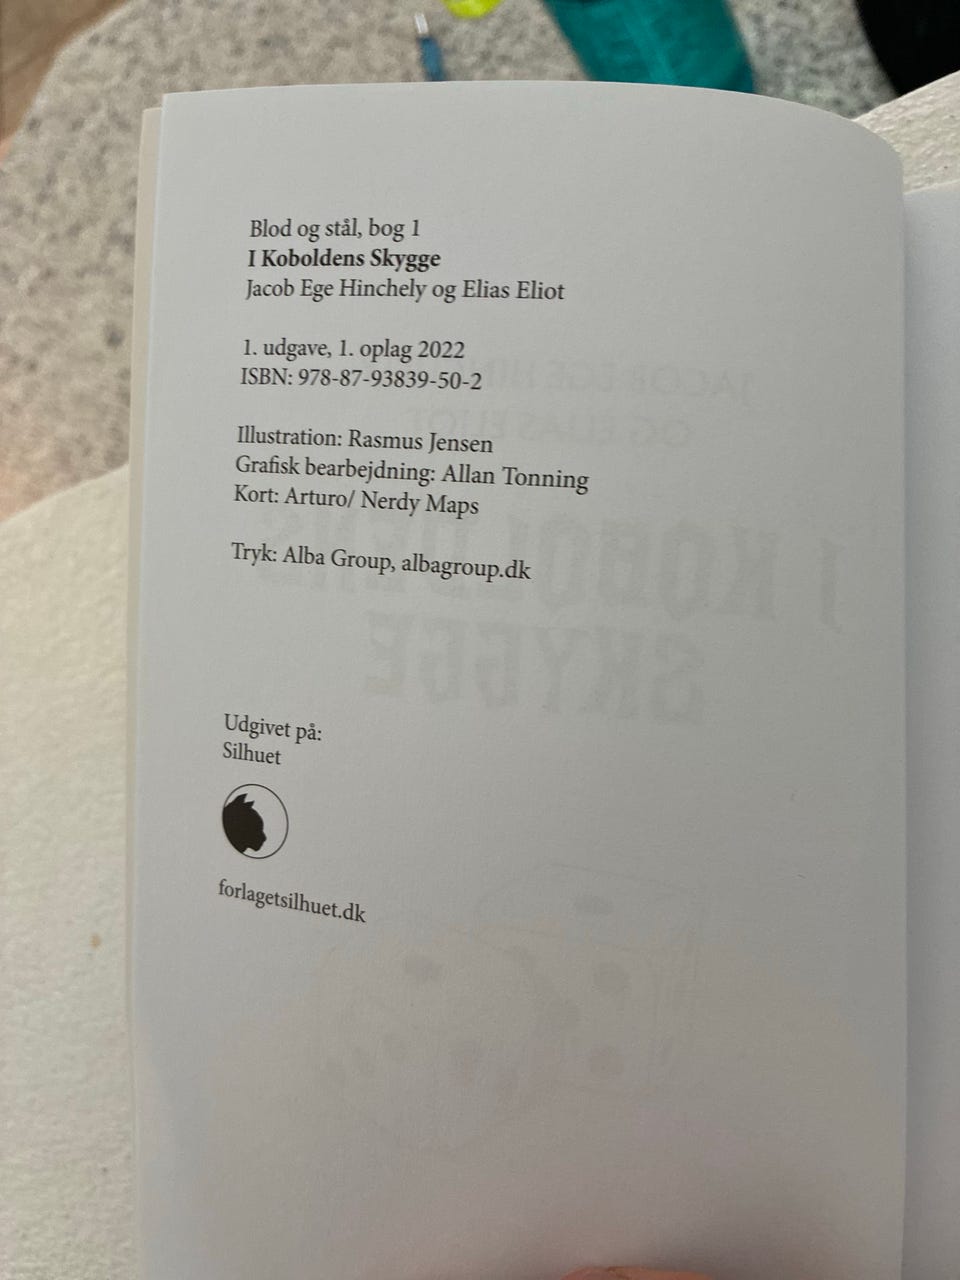 Blod og stål, bog 1
I Koboldens Skygge
Jacob Ege Hinchely og Elias Eliot
1. udgave, 1. oplag 2022
ISBN: 978-87-93839-50-2
Illustration: Rasmus Jensen
Grafisk bearbejdning: Allan Tonning
Kort: Arturo/ Nerdy Maps
Tryk: Alba Group, albagroup.dk
Udgivet på:
Silhuet
forlagetsilhuet.dk